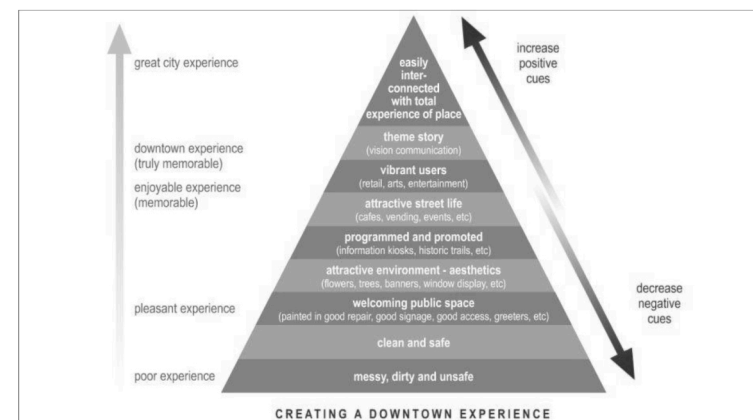 great city experience
easily
inter-
connected
with total
experience of place
increase
positive
cues
downtown experience
(truly memorable)
theme story
(vision communication)
enjoyable experience
(memorable)
vibrant users
(retail, arts, entertainment)
attractive street life
(cafes, vending, events, etc)
programmed and promoted
(information kiosks, historic trails, etc)
attractive environment - aesthetics
(flowers, trees, banners, window display, etc)
pleasant experience
welcoming public space
(painted in good repair, good signage, good access, greeters, etc)
decrease
negative
cues
clean and safe
poor experience
messy, dirty and unsafe
CREATING A DOWNTOWN EXPERIENCE